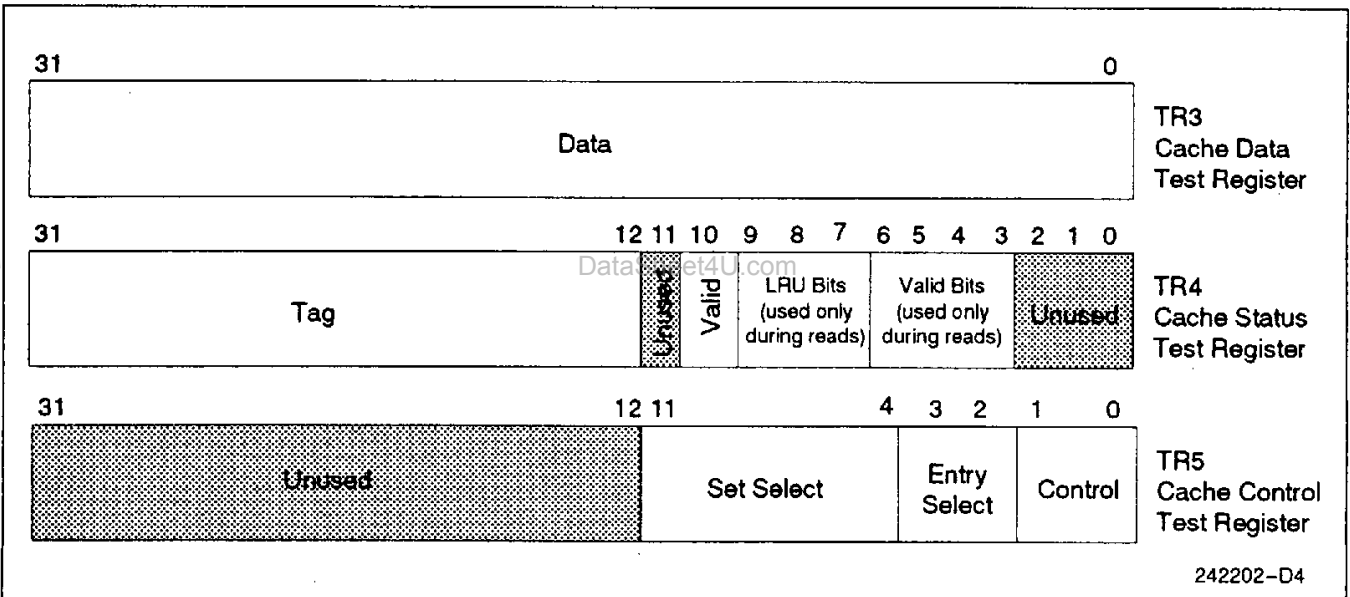 31 0
Data
TR3
Cache Data
Test Register
31 12 11 10 9 8 7 6 5 4 3 2 1 0
DataSheet4U.com
Tag
Unused
Valid
LRU Bits
(used only
during reads)
Valid Bits
(used only
during reads)
Unused
TR4
Cache Status
Test Register
31 12 11 4 3 2 1 0
Unused
Set Select
Entry
Select
Control
TR5
Cache Control
Test Register
242202-D4